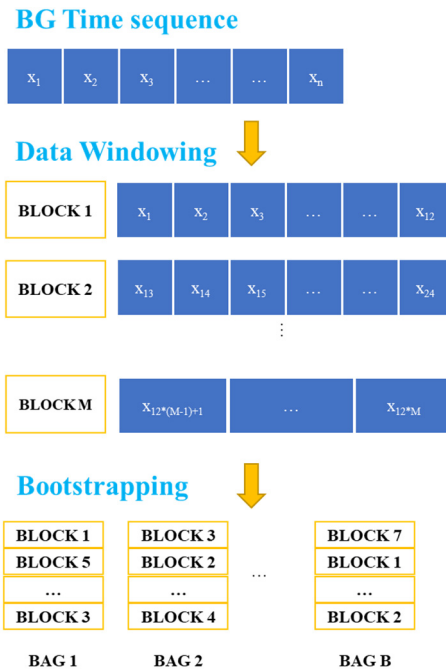 BG Time sequence
x1 x2 x3 … … xn
Data Windowing
BLOCK 1 x1 x2 x3 … … x12
BLOCK 2 x13 x14 x15 … … x24
⋮
BLOCK M x12*(M-1)+1 … x12*M
Bootstrapping
BLOCK 1 BLOCK 3 BLOCK 7
BLOCK 5 BLOCK 2 … BLOCK 1
… … …
BLOCK 3 BLOCK 4 BLOCK 2
BAG 1 BAG 2 BAG B